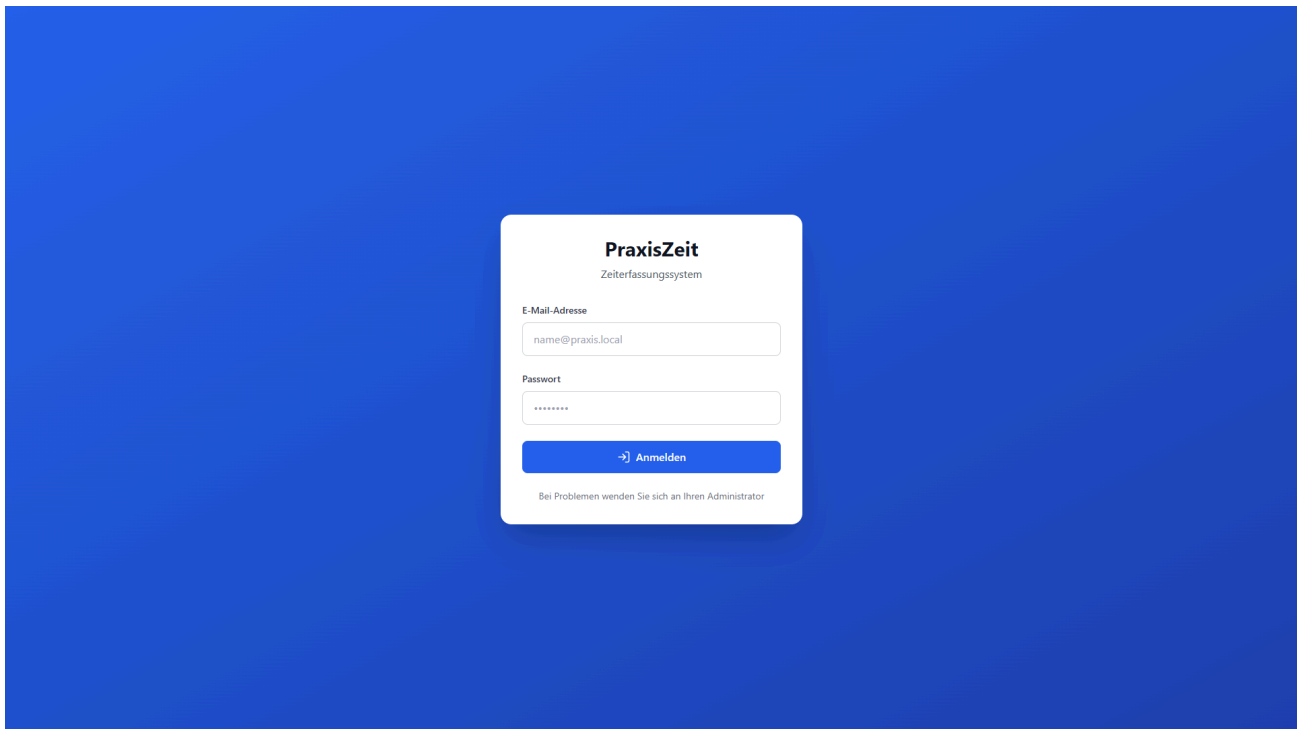 PraxisZeit
Zeiterfassungssystem
E-Mail-Adresse
name@praxis.local
Passwort
••••••••
Anmelden
Bei Problemen wenden Sie sich an Ihren Administrator